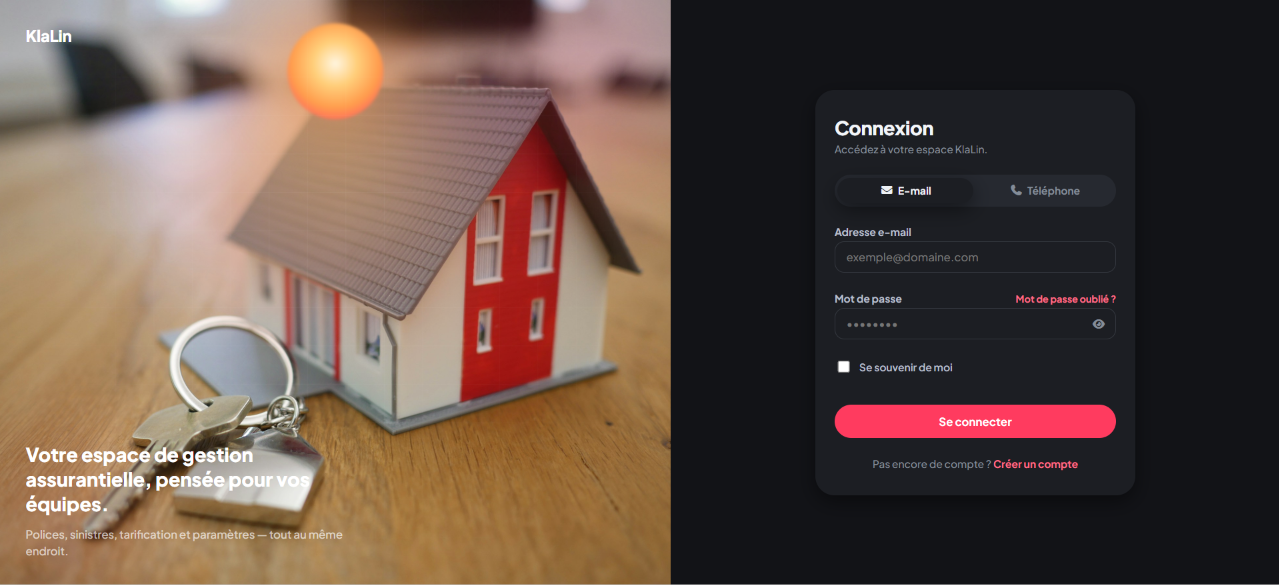 KlaLin
Votre espace de gestion
assurantielle, pensée pour vos
équipes.
Polices, sinistres, tarification et paramètres — tout au même
endroit.
Connexion
Accédez à votre espace KlaLin.
E-mail
Téléphone
Adresse e-mail
exemple@domaine.com
Mot de passe
Mot de passe oublié ?
Se souvenir de moi
Se connecter
Pas encore de compte ? Créer un compte